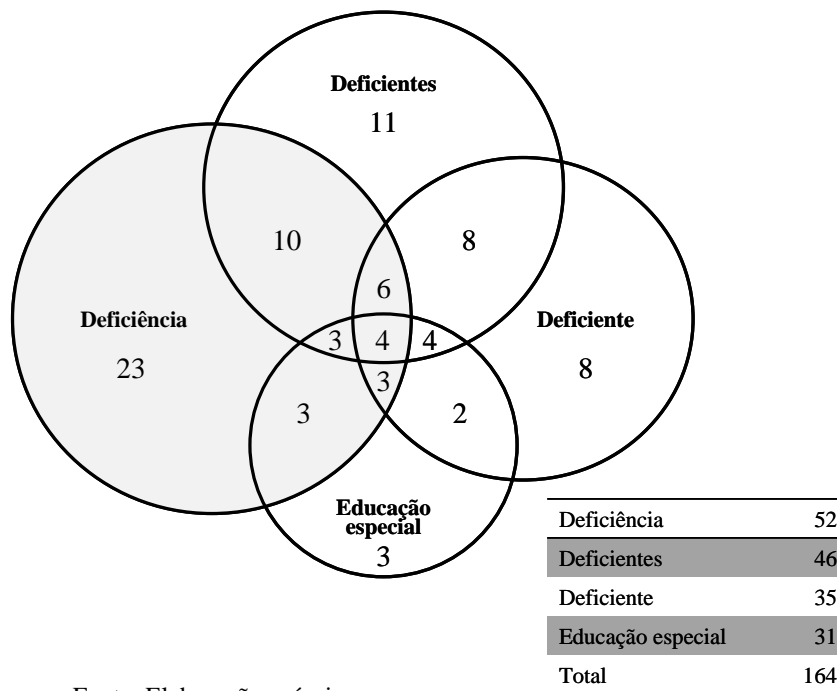 Deficientes
11
10
8
6
Deficiência
23
3
4
4
Deficiente
8
3
3
2
Educação
especial
3
Deficiência 52
Deficientes 46
Deficiente 35
Educação especial 31
Total 164